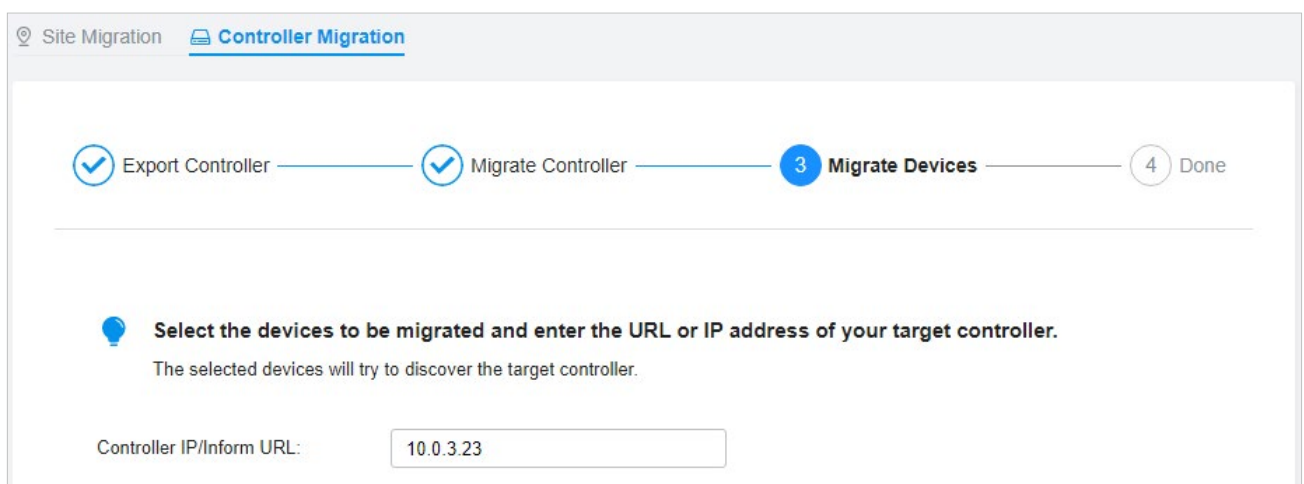 Site Migration Controller Migration
Export Controller Migrate Controller 3 Migrate Devices 4 Done
Select the devices to be migrated and enter the URL or IP address of your target controller.
The selected devices will try to discover the target controller.
Controller IP/Inform URL: 10.0.3.23